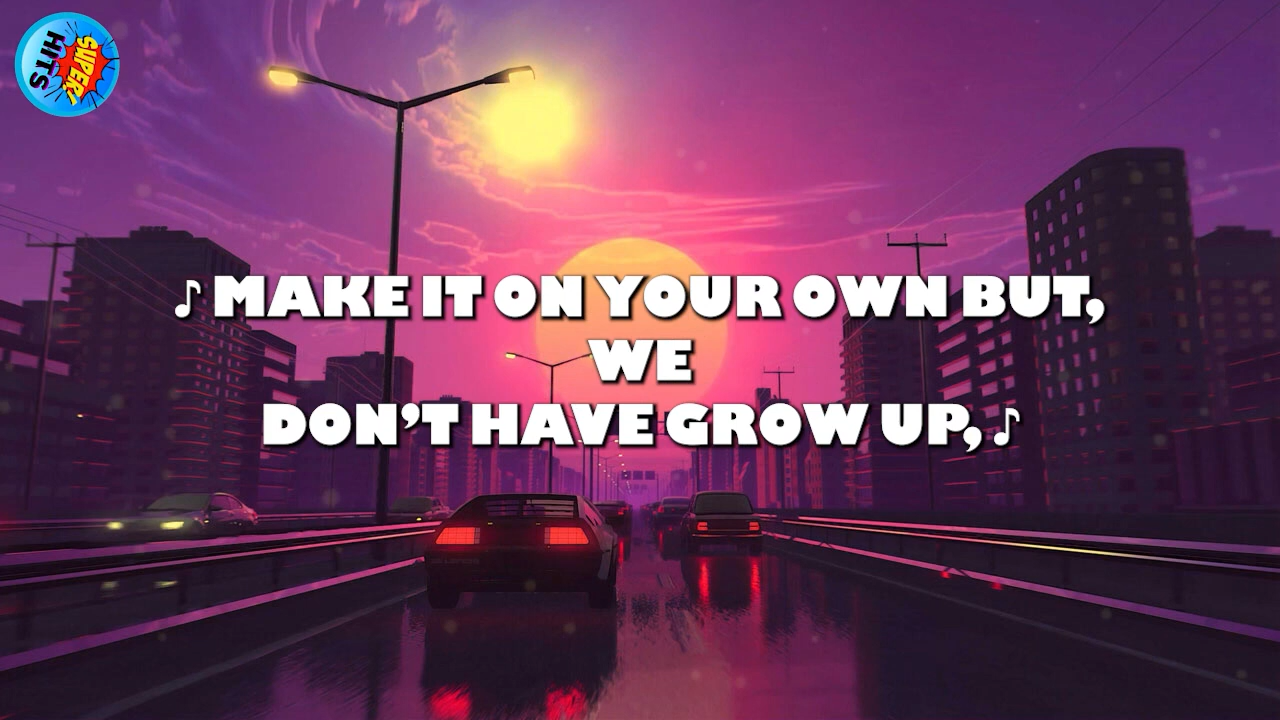 SUPER!
HITS
♪ MAKE IT ON YOUR OWN BUT,
WE
DON'T HAVE GROW UP, ♪